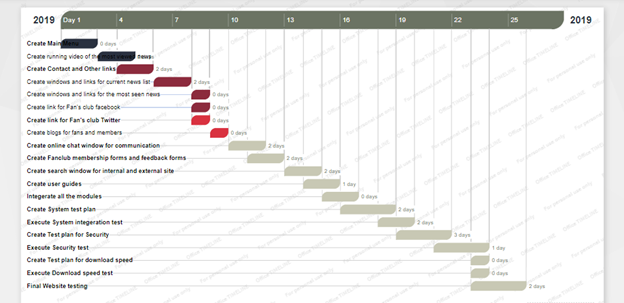 2019 Day 1 4 7 10 13 16 19 22 25 2019
Create Main Menu 0 days
Create running video of the most viewed news
Create Contact and Other links 0 days
Create windows and links for current news list 2 days
Create windows and links for the most seen news 0 days
Create link for Fan's club facebook 0 days
Create link for Fan's club Twitter 0 days
Create blogs for fans and members 0 days
Create online chat window for communication 2 days
Create Fanclub membership forms and feedback forms 2 days
Create search window for internal and external site 2 days
Create user guides 1 day
Integerate all the modules 0 days
Create System test plan 2 days
Execute System integeration test 2 days
Create Test plan for Security 3 days
Execute Security test 1 day
Create Test plan for download speed 0 days
Execute Download speed test 0 days
Final Website testing 2 days